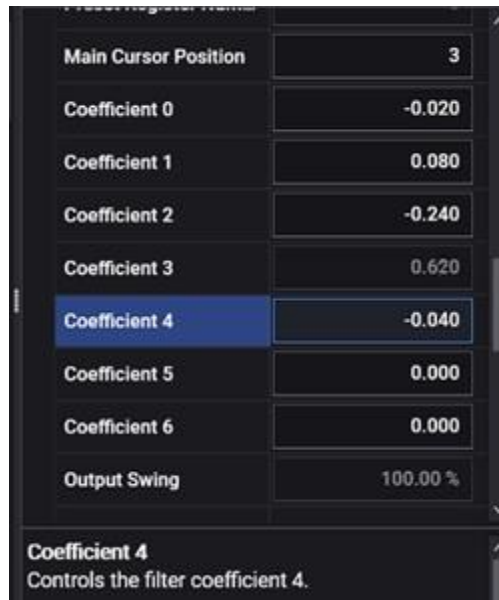 Main Cursor Position 3
Coefficient 0 -0.020
Coefficient 1 0.080
Coefficient 2 -0.240
Coefficient 3 0.620
Coefficient 4 -0.040
Coefficient 5 0.000
Coefficient 6 0.000
Output Swing 100.00 %
Coefficient 4
Controls the filter coefficient 4.